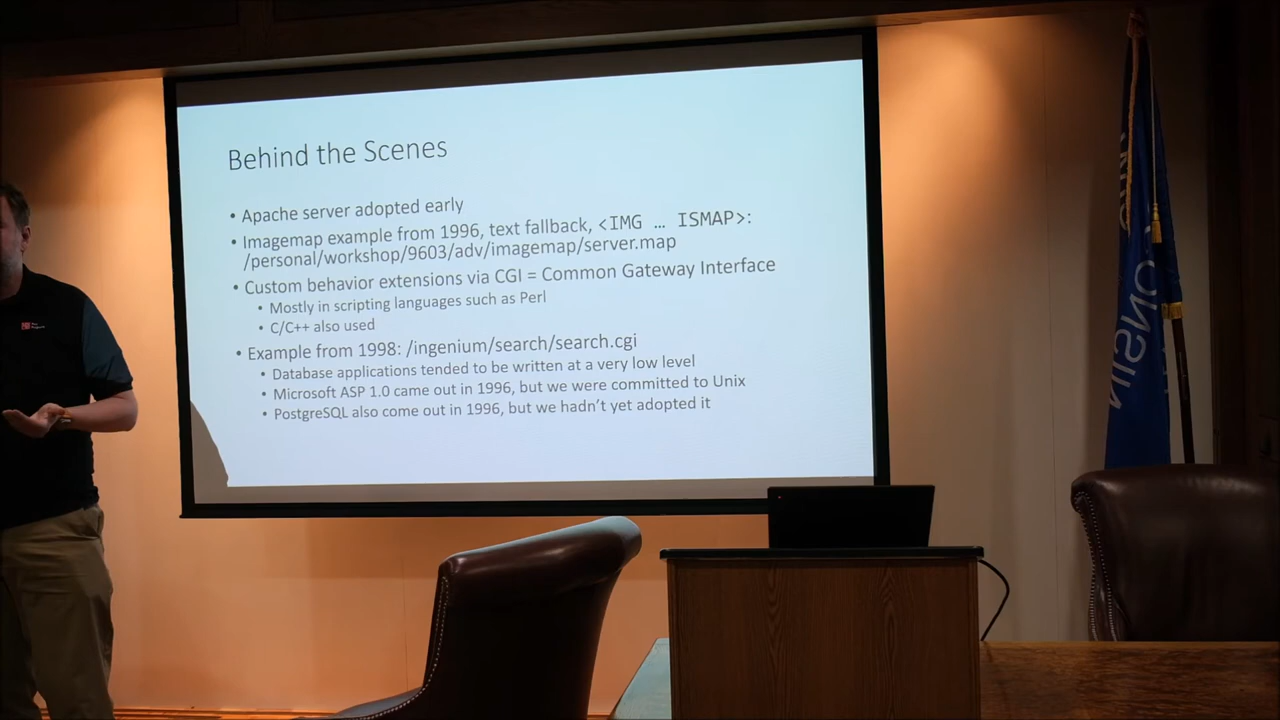 Behind the Scenes
• Apache server adopted early
• Imagemap example from 1996, text fallback, <IMG … ISMAP>:
/personal/workshop/9603/adv/imagemap/server.map
• Custom behavior extensions via CGI = Common Gateway Interface
• Mostly in scripting languages such as Perl
• C/C++ also used
• Example from 1998: /ingenium/search/search.cgi
• Database applications tended to be written at a very low level
• Microsoft ASP 1.0 came out in 1996, but we were committed to Unix
• PostgreSQL also come out in 1996, but we hadn't yet adopted it